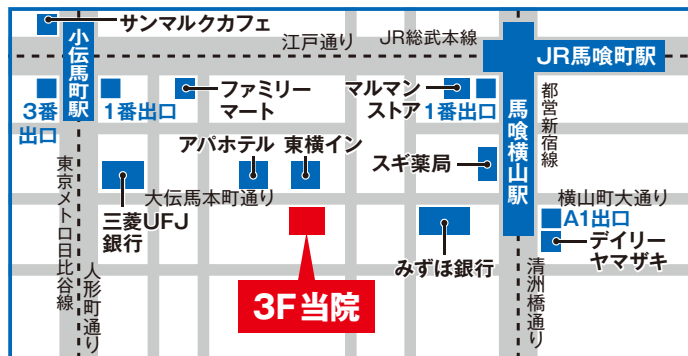 サンマルクカフェ
小伝馬町駅
江戸通り
JR総武本線
JR馬喰町駅
3番
出口
1番出口
ファミリー
マート
マルマン
ストア
1番出口
馬喰横山駅
都営新宿線
アパホテル
東横イン
スギ薬局
東京メトロ日比谷線
三菱UFJ
銀行
大伝馬本町通り
横山町大通り
A1出口
デイリー
ヤマザキ
みずほ銀行
人形町通り
清洲橋通り
3F当院